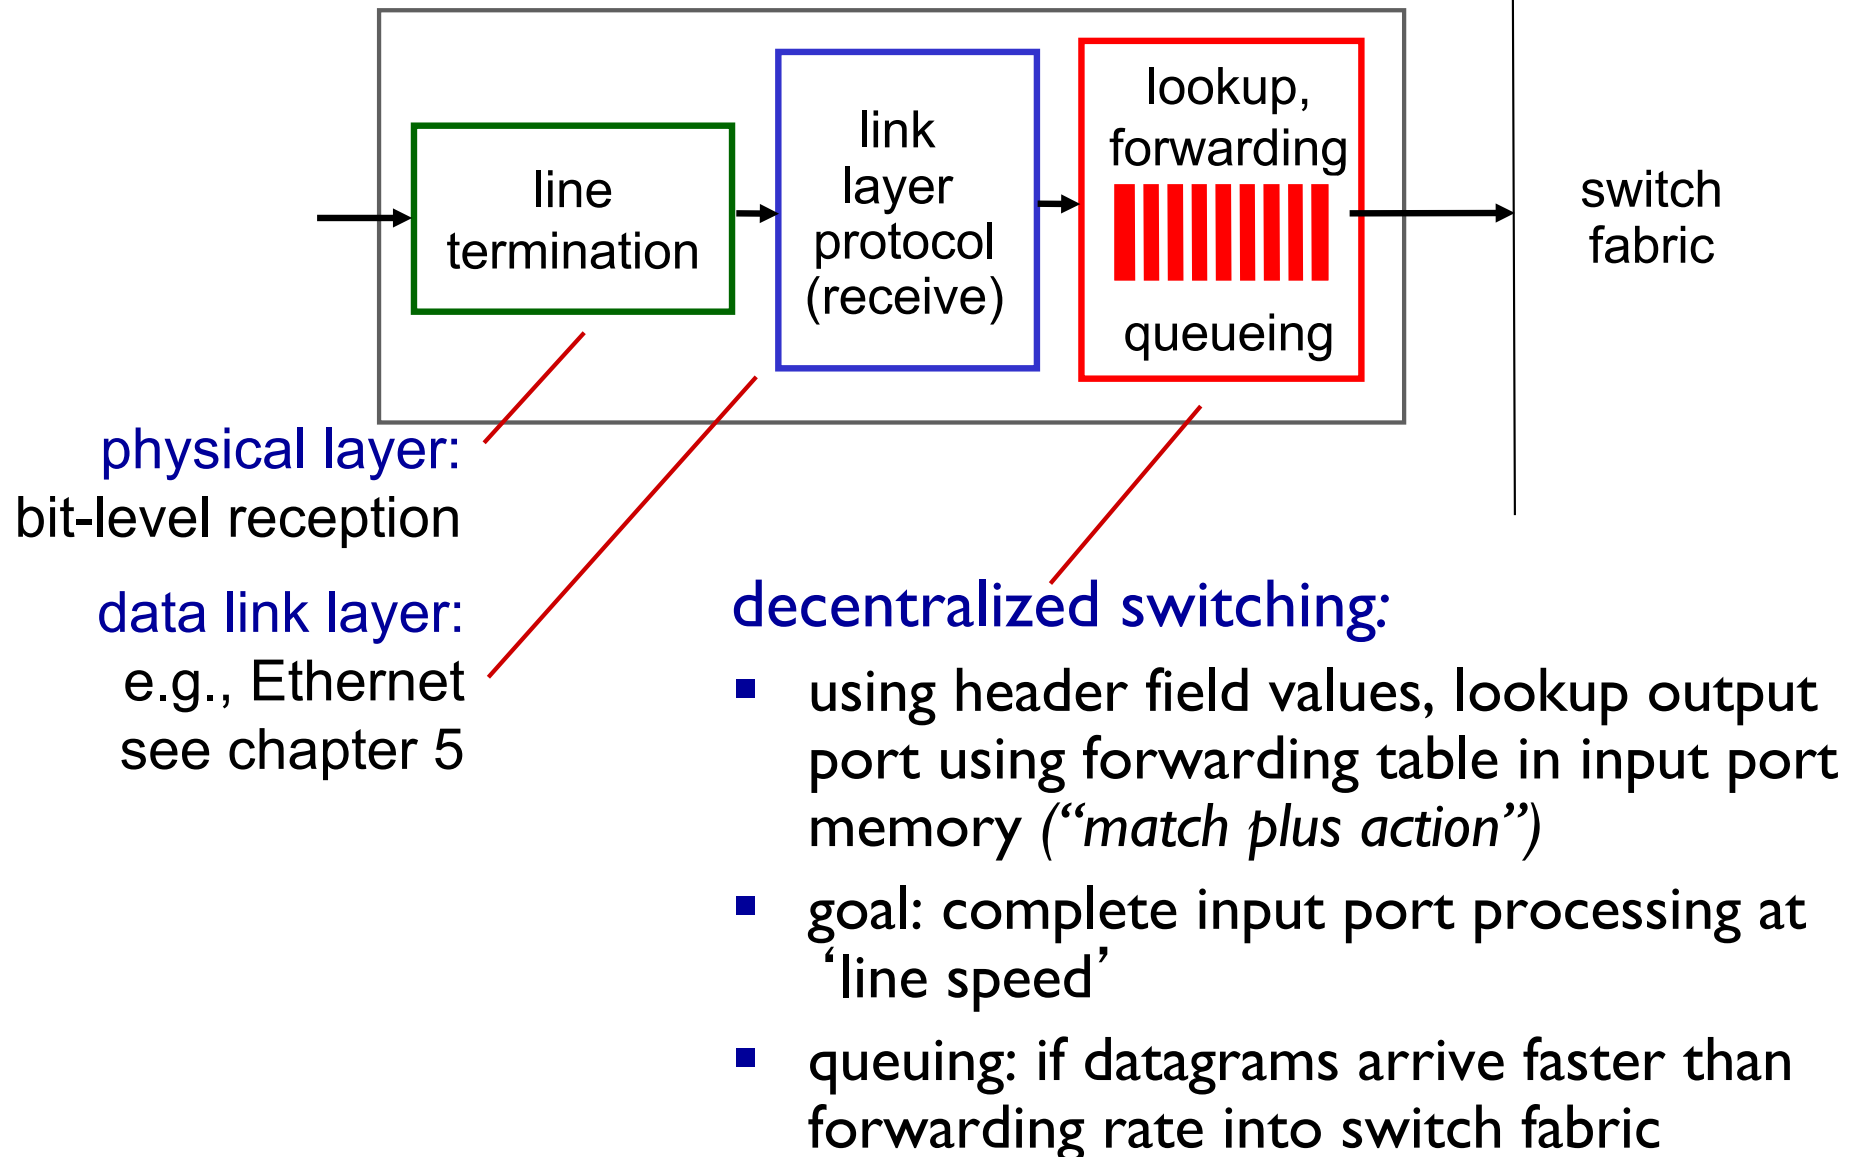 line
termination
link
layer
protocol
(receive)
lookup,
forwarding
queueing
switch
fabric
physical layer:
bit-level reception
data link layer:
e.g., Ethernet
see chapter 5
decentralized switching:
▪ using header field values, lookup output
port using forwarding table in input port
memory (“match plus action”)
▪ goal: complete input port processing at
‘line speed’
▪ queuing: if datagrams arrive faster than
forwarding rate into switch fabric